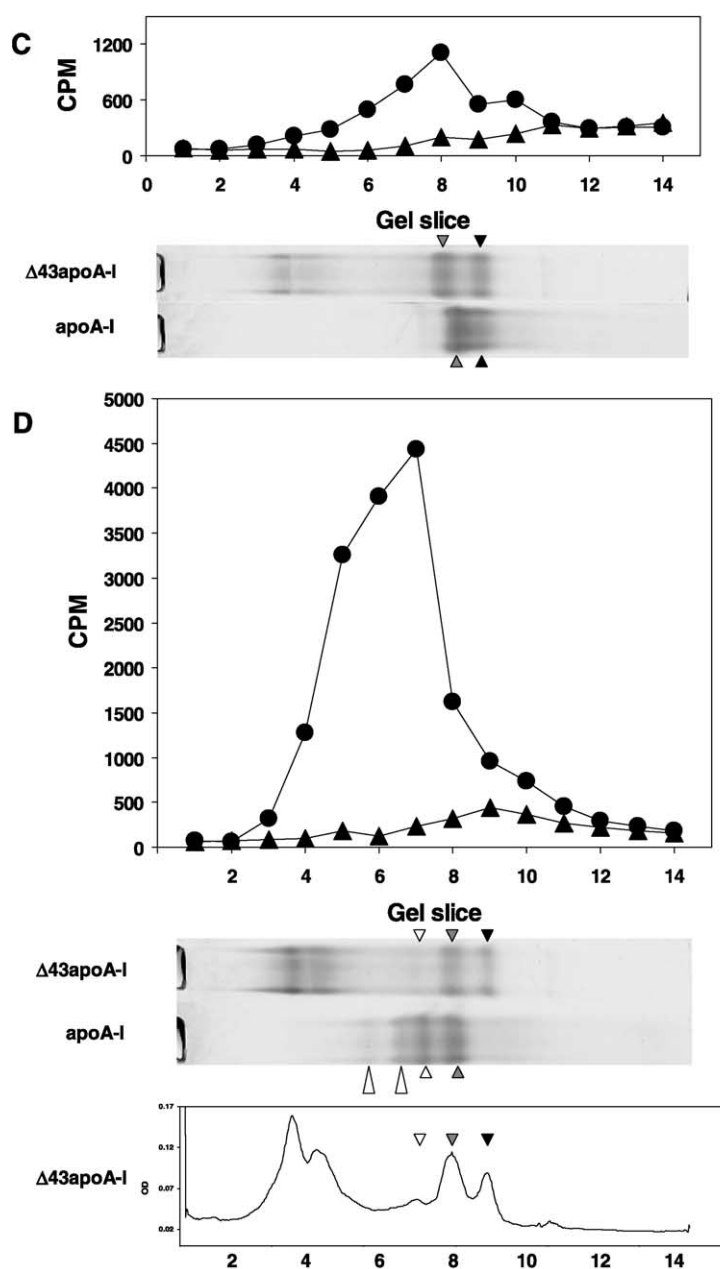 C
1200
CPM
600
0
0 2 4 6 8 10 12 14
Gel slice
Δ43apoA-I
apoA-I
D
5000
4500
4000
3500
3000
CPM
2500
2000
1500
1000
500
0
2 4 6 8 10 12 14
Gel slice
Δ43apoA-I
apoA-I
0.17
0.12
Δ43apoA-I
OD
0.07
0.02
2 4 6 8 10 12 14